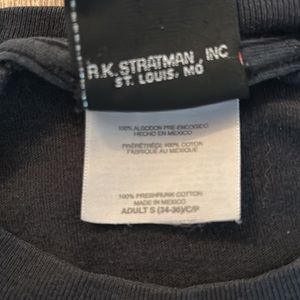 R.K. STRATMAN, INC
ST. LOUIS, MO
100% ALGODON PRE-ENCOGIDO
HECHO EN MEXICO
PRÉRÉTRÉCI, 100% COTON
FABRIQUÉ AU MEXIQUE
100% PRESHRUNK COTTON
MADE IN MEXICO
ADULT S (34-36)/C/P